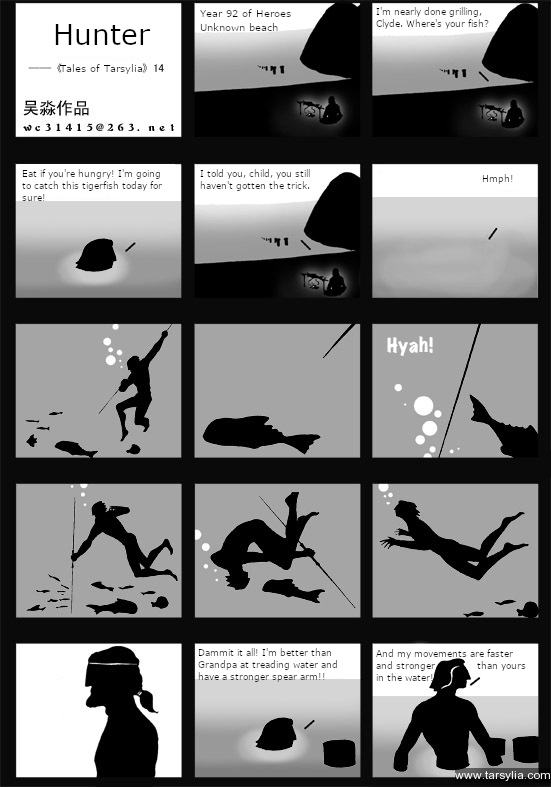 Hunter
——《Tales of Tarsylia》14
吴淼作品
wc31415@263.net
Year 92 of Heroes
Unknown beach
I'm nearly done grilling,
Clyde. Where's your fish?
Eat if you're hungry! I'm going
to catch this tigerfish today for
sure!
I told you, child, you still
haven't gotten the trick.
Hmph!
Hyah!
Dammit it all! I'm better than
Grandpa at treading water and
have a stronger spear arm!!
And my movements are faster
and stronger than yours
in the water!
www.tarsylia.com